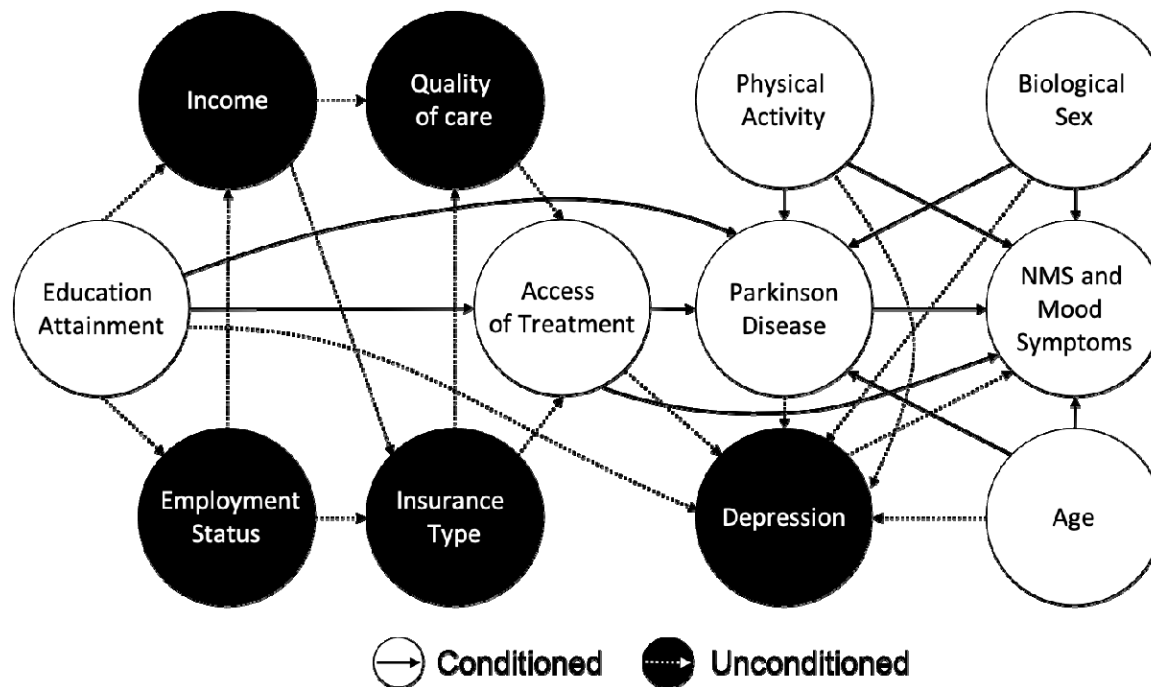 Income
Quality
of care
Physical
Activity
Biological
Sex
Education
Attainment
Access
of Treatment
Parkinson
Disease
NMS and
Mood
Symptoms
Employment
Status
Insurance
Type
Depression
Age
Conditioned
Unconditioned